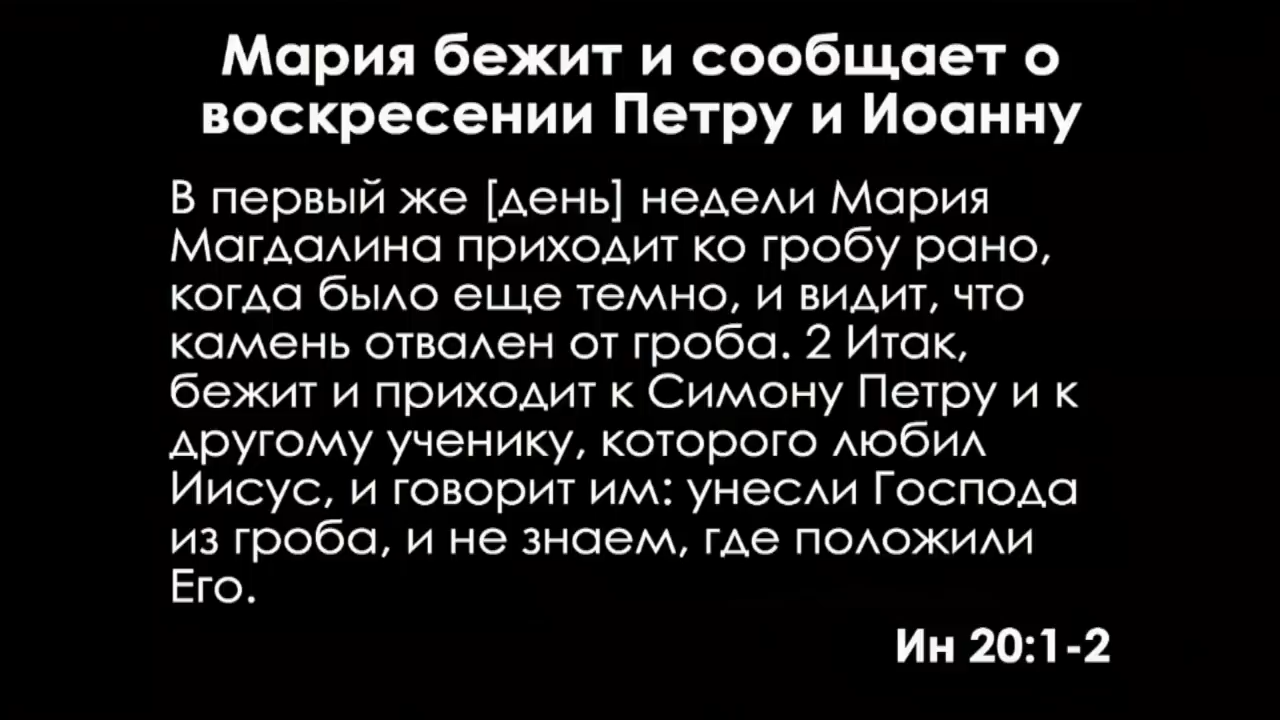 Мария бежит и сообщает о
воскресении Петру и Иоанну
В первый же [день] недели Мария
Магдалина приходит ко гробу рано,
когда было еще темно, и видит, что
камень отвален от гроба. 2 Итак,
бежит и приходит к Симону Петру и к
другому ученику, которого любил
Иисус, и говорит им: унесли Господа
из гроба, и не знаем, где положили
Его.
Ин 20:1-2